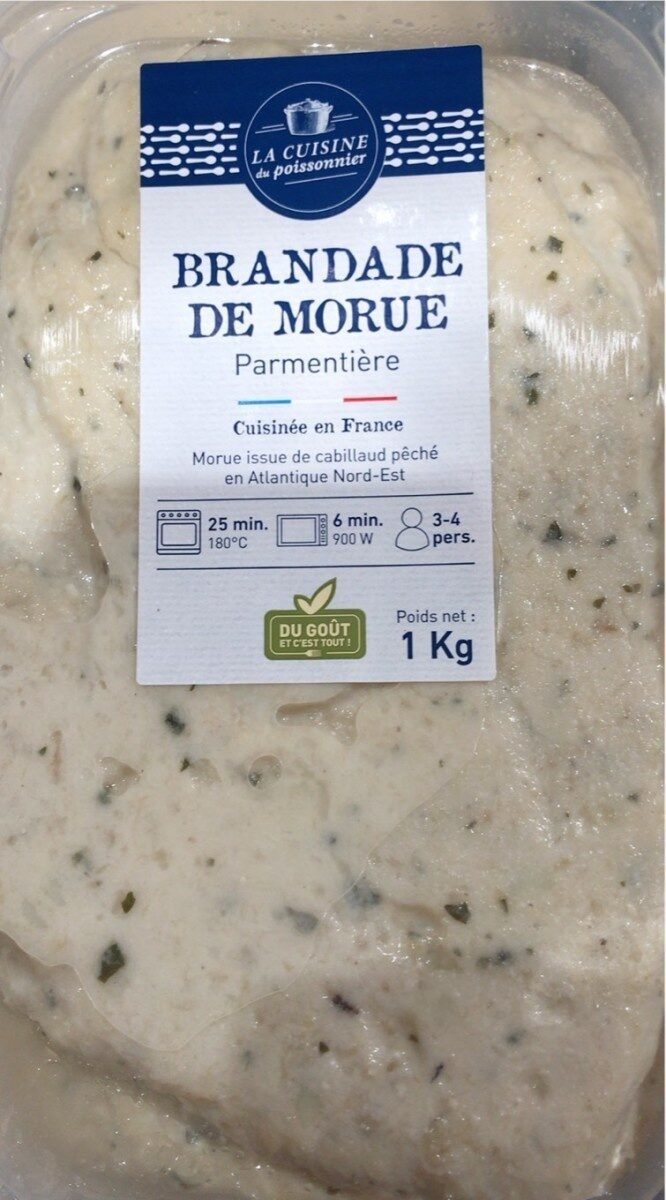 LA CUISINE
du poissonnier
BRANDADE
DE MORUE
Parmentière
Cuisinée en France
Morue issue de cabillaud pêché
en Atlantique Nord-Est
25 min.
180°C
6 min.
900 W
3-4
pers.
DU GOÛT
ET C'EST TOUT !
Poids net :
1 Kg